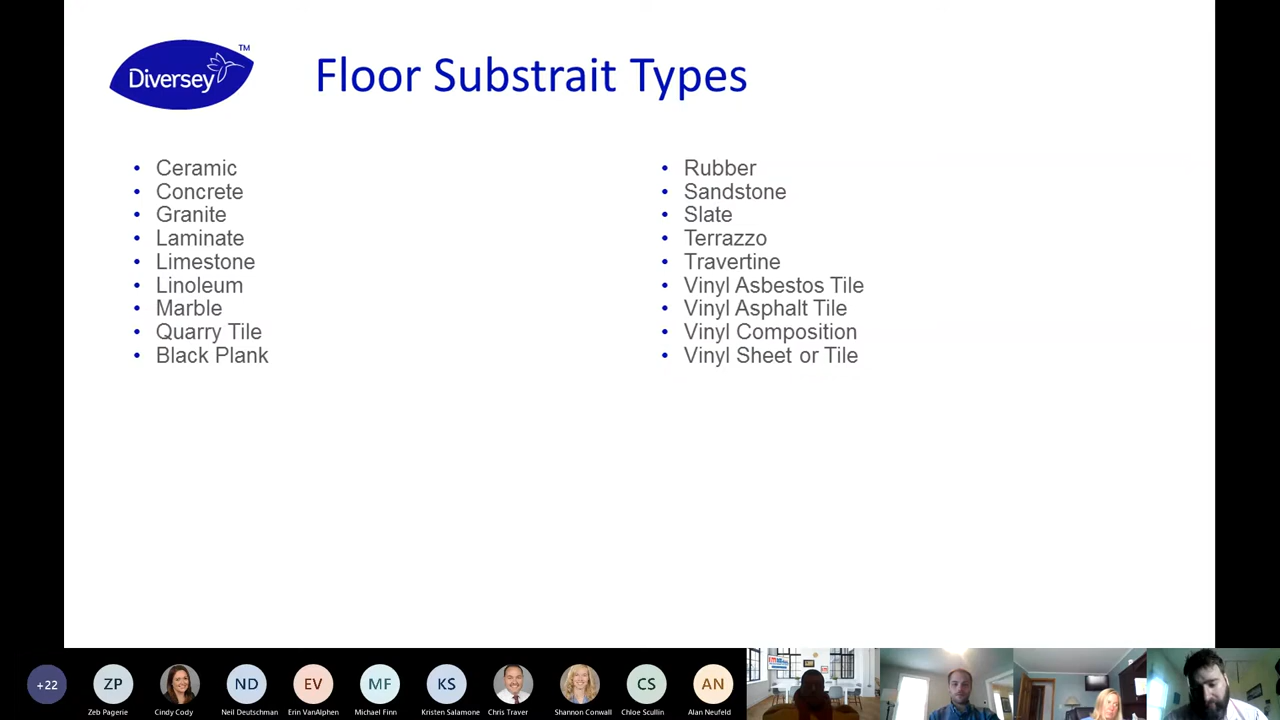 Diversey
TM
Floor Substrait Types
• Ceramic
• Concrete
• Granite
• Laminate
• Limestone
• Linoleum
• Marble
• Quarry Tile
• Black Plank
• Rubber
• Sandstone
• Slate
• Terrazzo
• Travertine
• Vinyl Asbestos Tile
• Vinyl Asphalt Tile
• Vinyl Composition
• Vinyl Sheet or Tile
+22
ZP
ND
EV
MF
KS
CS
AN
Zeb Pagerie
Cindy Cody
Neil Deutschman
Erin VanAlphen
Michael Finn
Kristen Salamone
Chris Traver
Shannon Conwall
Chloe Scullin
Alan Neufeld